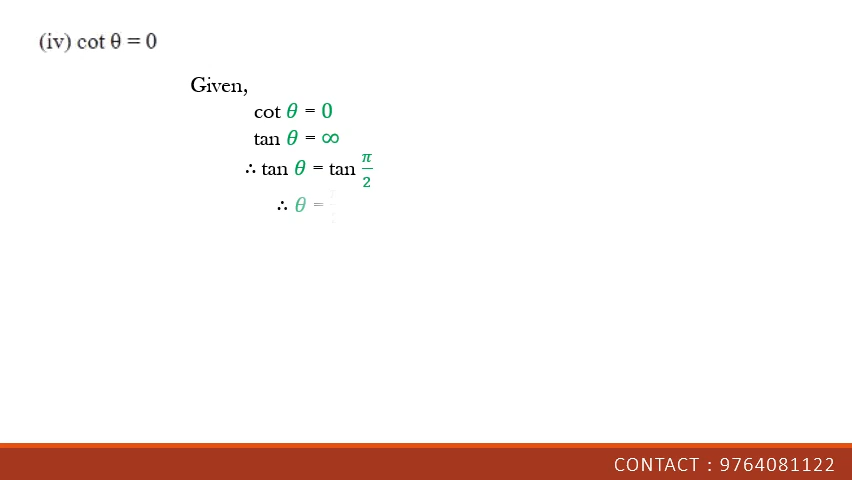 (iv) cot θ = 0
Given,
cot θ = 0
tan θ = ∞
∴ tan θ = tan π/2
∴ θ =
CONTACT : 9764081122